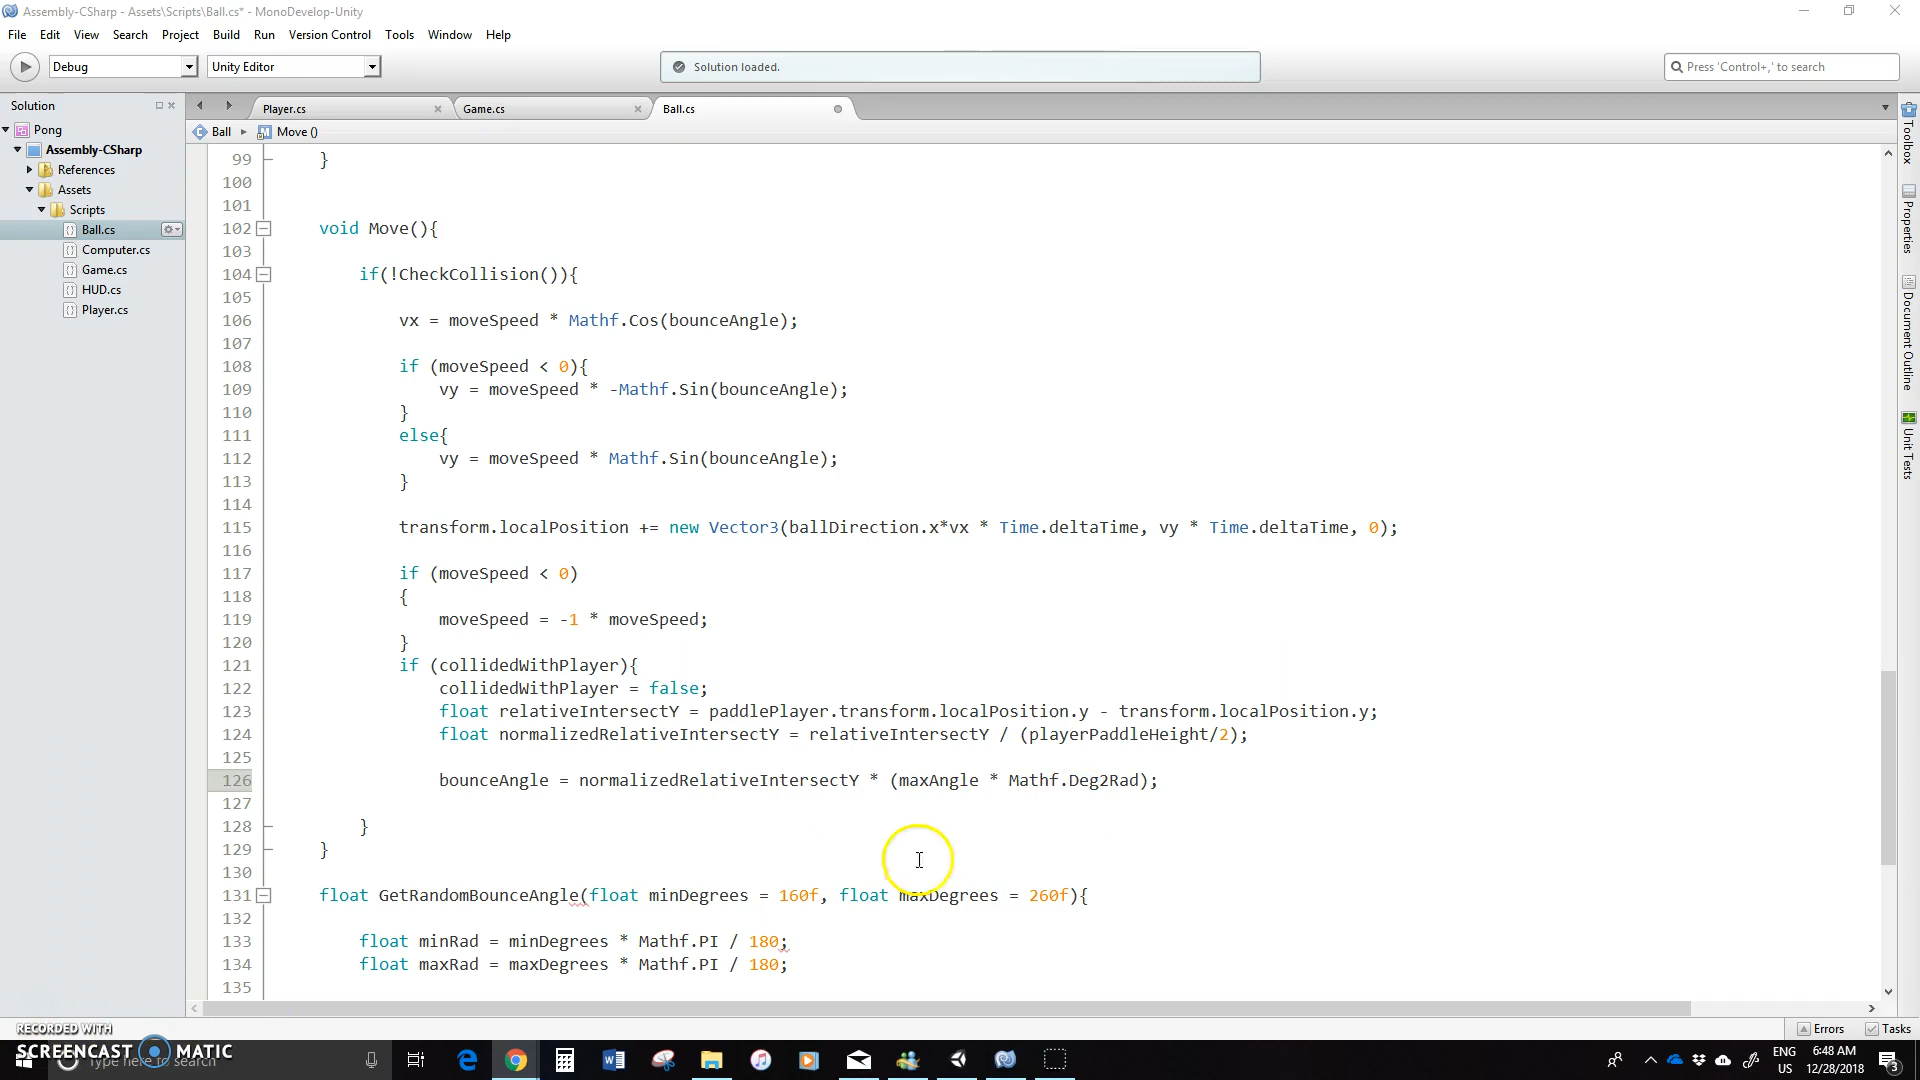 Assembly-CSharp - Assets\Scripts\Ball.cs* - MonoDevelop-Unity
File Edit View Search Project Build Run Version Control Tools Window Help
Debug Unity Editor Solution loaded. Press 'Control+,' to search
Solution
Player.cs Game.cs Ball.cs
Ball Move ()
Pong
Assembly-CSharp
References
Assets
Scripts
Ball.cs
Computer.cs
Game.cs
HUD.cs
Player.cs
99 }
100
101
102 void Move(){
103
104 if(!CheckCollision()){
105
106 vx = moveSpeed * Mathf.Cos(bounceAngle);
107
108 if (moveSpeed < 0){
109 vy = moveSpeed * -Mathf.Sin(bounceAngle);
110 }
111 else{
112 vy = moveSpeed * Mathf.Sin(bounceAngle);
113 }
114
115 transform.localPosition += new Vector3(ballDirection.x*vx * Time.deltaTime, vy * Time.deltaTime, 0);
116
117 if (moveSpeed < 0)
118 {
119 moveSpeed = -1 * moveSpeed;
120 }
121 if (collidedWithPlayer){
122 collidedWithPlayer = false;
123 float relativeIntersectY = paddlePlayer.transform.localPosition.y - transform.localPosition.y;
124 float normalizedRelativeIntersectY = relativeIntersectY / (playerPaddleHeight/2);
125
126 bounceAngle = normalizedRelativeIntersectY * (maxAngle * Mathf.Deg2Rad);
127
128 }
129 }
130
131 float GetRandomBounceAngle(float minDegrees = 160f, float maxDegrees = 260f){
132
133 float minRad = minDegrees * Mathf.PI / 180;
134 float maxRad = maxDegrees * Mathf.PI / 180;
135
Toolbox
Properties
Document Outline
Unit Tests
Errors Tasks
RECORDED WITH
SCREENCAST MATIC
Type here to search
ENG
US
6:48 AM
12/28/2018
3